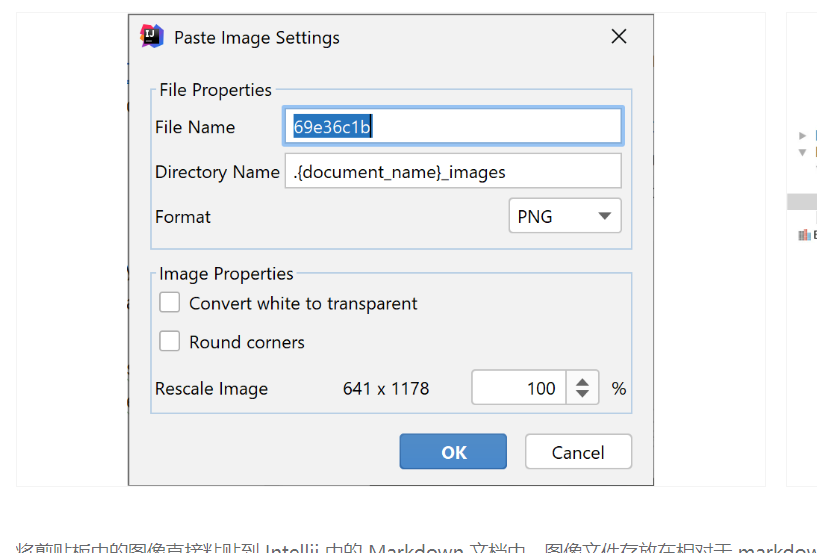 Paste Image Settings
File Properties
File Name 69e36c1b
Directory Name .{document_name}_images
Format PNG
Image Properties
Convert white to transparent
Round corners
Rescale Image 641 x 1178 100 %
OK Cancel
将剪贴板中的图像直接粘贴到 Intellij 中的 Markdown 文档中，图像文件存放在相对于 markdow